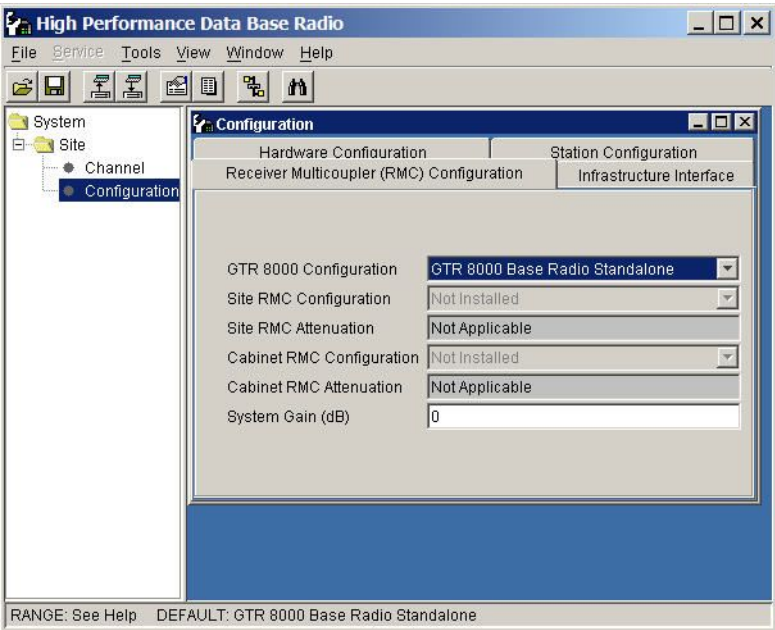 High Performance Data Base Radio
File Service Tools View Window Help
System
Site
Channel
Configuration
Configuration
Hardware Configuration Station Configuration
Receiver Multicoupler (RMC) Configuration Infrastructure Interface
GTR 8000 Configuration GTR 8000 Base Radio Standalone
Site RMC Configuration Not Installed
Site RMC Attenuation Not Applicable
Cabinet RMC Configuration Not Installed
Cabinet RMC Attenuation Not Applicable
System Gain (dB) 0
RANGE: See Help DEFAULT: GTR 8000 Base Radio Standalone